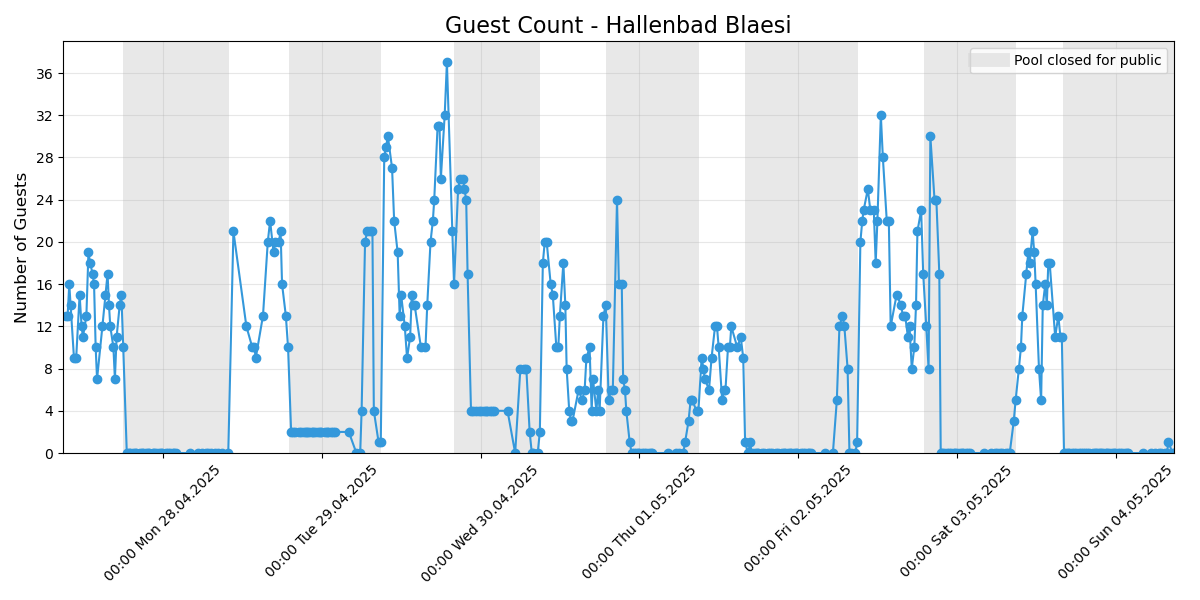 Guest Count - Hallenbad Blaesi
Pool closed for public
Number of Guests
36
32
28
24
20
16
12
8
4
0
00:00 Mon 28.04.2025
00:00 Tue 29.04.2025
00:00 Wed 30.04.2025
00:00 Thu 01.05.2025
00:00 Fri 02.05.2025
00:00 Sat 03.05.2025
00:00 Sun 04.05.2025